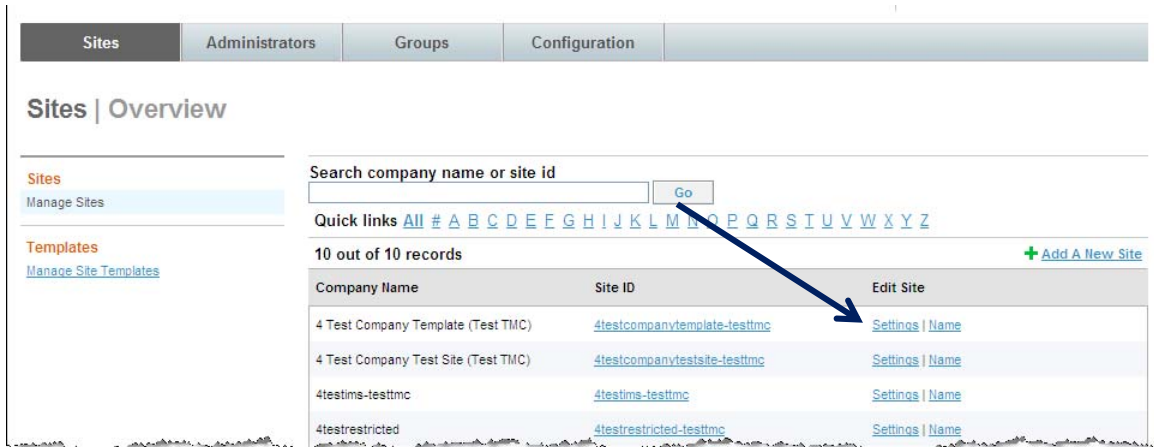 Sites Administrators Groups Configuration
Sites | Overview
Sites
Manage Sites
Templates
Manage Site Templates
Search company name or site id
Go
Quick links All # A B C D E F G H I J K L M N O P Q R S T U V W X Y Z
10 out of 10 records
Add A New Site
Company Name Site ID Edit Site
4 Test Company Template (Test TMC) 4testcompanytemplate-testtmc Settings | Name
4 Test Company Test Site (Test TMC) 4testcompanytestsite-testtmc Settings | Name
4testims-testtmc 4testims-testtmc Settings | Name
4testrestricted 4testrestricted-testtmc Settings | Name